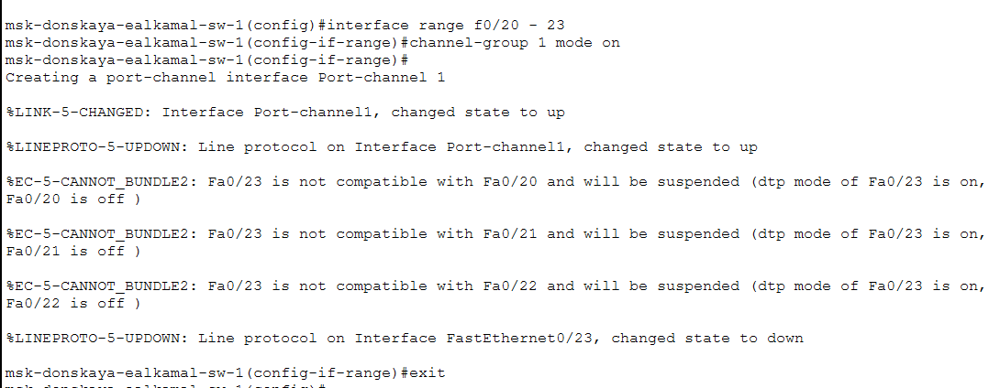 msk-donskaya-ealkamal-sw-1(config)#interface range f0/20 - 23
msk-donskaya-ealkamal-sw-1(config-if-range)#channel-group 1 mode on
msk-donskaya-ealkamal-sw-1(config-if-range)#
Creating a port-channel interface Port-channel 1
%LINK-5-CHANGED: Interface Port-channel1, changed state to up
%LINEPROTO-5-UPDOWN: Line protocol on Interface Port-channel1, changed state to up
%EC-5-CANNOT_BUNDLE2: Fa0/23 is not compatible with Fa0/20 and will be suspended (dtp mode of Fa0/23 is on,
Fa0/20 is off )
%EC-5-CANNOT_BUNDLE2: Fa0/23 is not compatible with Fa0/21 and will be suspended (dtp mode of Fa0/23 is on,
Fa0/21 is off )
%EC-5-CANNOT_BUNDLE2: Fa0/23 is not compatible with Fa0/22 and will be suspended (dtp mode of Fa0/23 is on,
Fa0/22 is off )
%LINEPROTO-5-UPDOWN: Line protocol on Interface FastEthernet0/23, changed state to down
msk-donskaya-ealkamal-sw-1(config-if-range)#exit